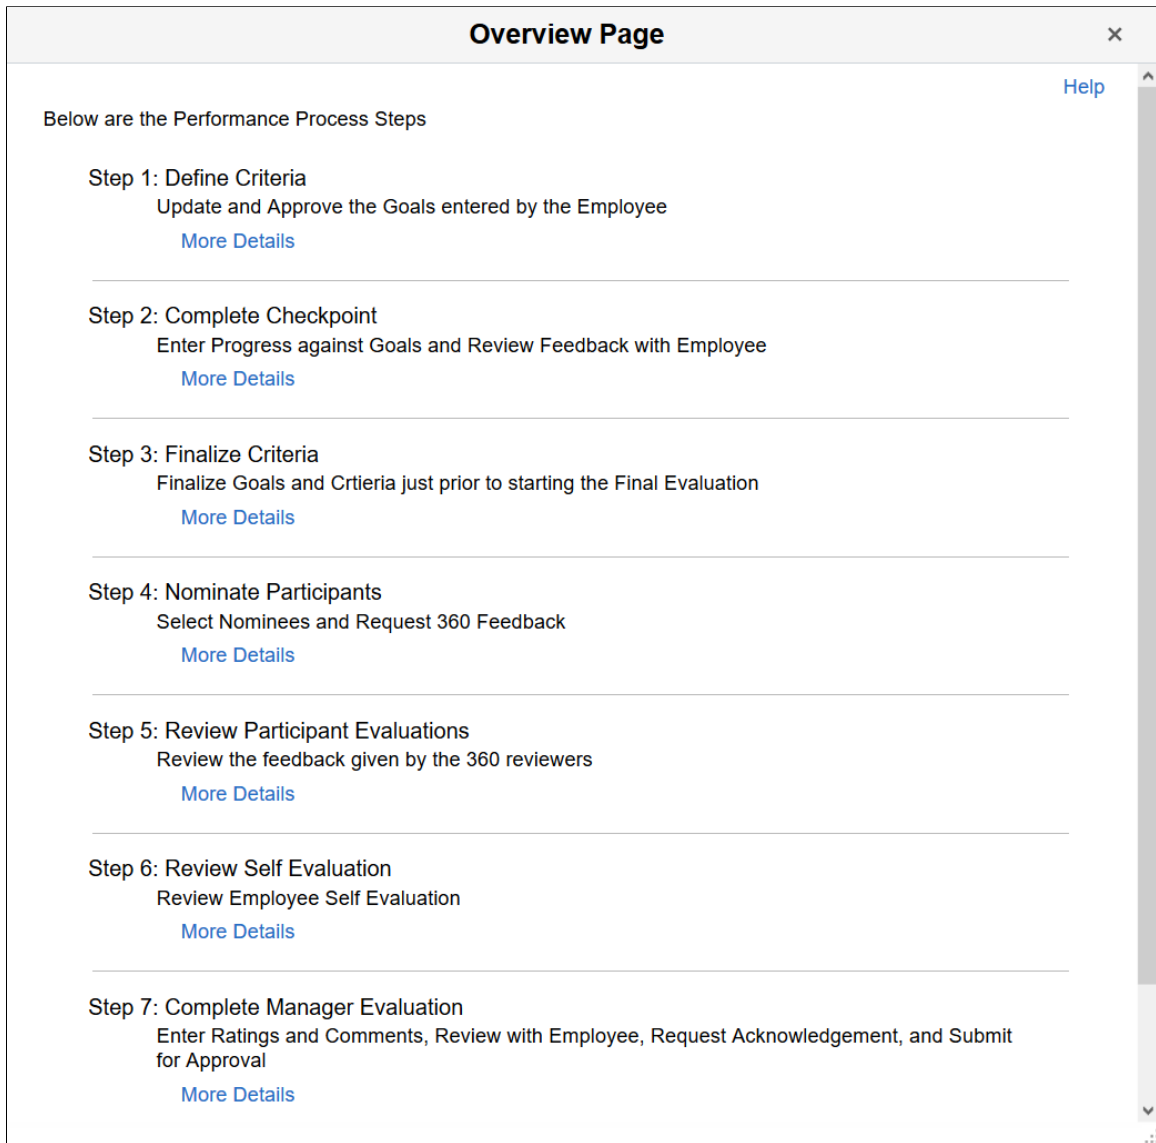 Overview Page
×
Help
Below are the Performance Process Steps
Step 1: Define Criteria
Update and Approve the Goals entered by the Employee
More Details
Step 2: Complete Checkpoint
Enter Progress against Goals and Review Feedback with Employee
More Details
Step 3: Finalize Criteria
Finalize Goals and Crtieria just prior to starting the Final Evaluation
More Details
Step 4: Nominate Participants
Select Nominees and Request 360 Feedback
More Details
Step 5: Review Participant Evaluations
Review the feedback given by the 360 reviewers
More Details
Step 6: Review Self Evaluation
Review Employee Self Evaluation
More Details
Step 7: Complete Manager Evaluation
Enter Ratings and Comments, Review with Employee, Request Acknowledgement, and Submit
for Approval
More Details